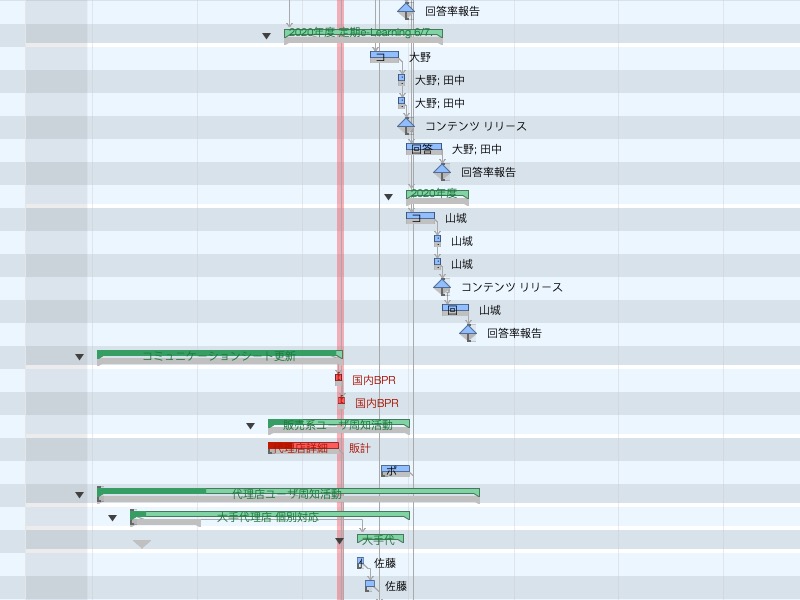 回答率報告
2020年度 定期e-Learning 6/7
コ 大野
大野; 田中
大野; 田中
コンテンツ リリース
回答 大野; 田中
回答率報告
2020年度
コ 山城
山城
山城
コンテンツ リリース
回 山城
回答率報告
コミュニケーションシート更新
国内BPR
国内BPR
販売系ユーザ周知活動
代理店詳細 販計
ポ
代理店ユーザ周知活動
大手代理店 個別対応
大手代
佐藤
佐藤